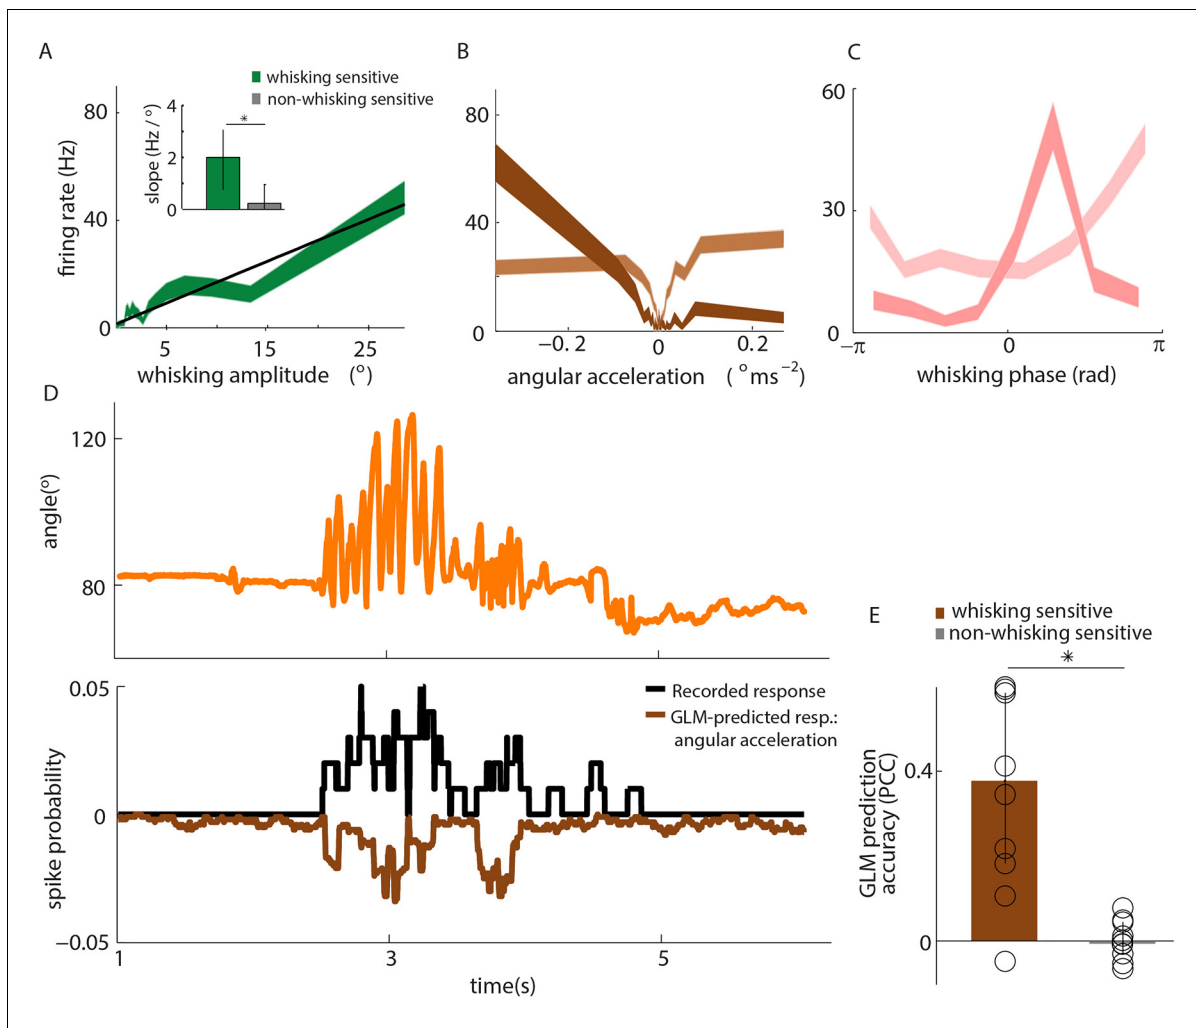 A
B
C
whisking sensitive
non-whisking sensitive
firing rate (Hz)
80
40
0
5
15
25
whisking amplitude (°)
slope (Hz / °)
4
2
0
*
80
40
0
−0.2
0
0.2
angular acceleration ( °ms−2)
60
30
0
−π
0
π
whisking phase (rad)
D
angle(°)
120
80
spike probability
0.05
0
−0.05
Recorded response
GLM-predicted resp.:
angular acceleration
1
3
5
time(s)
E
whisking sensitive
non-whisking sensitive
*
GLM prediction
accuracy (PCC)
0.4
0